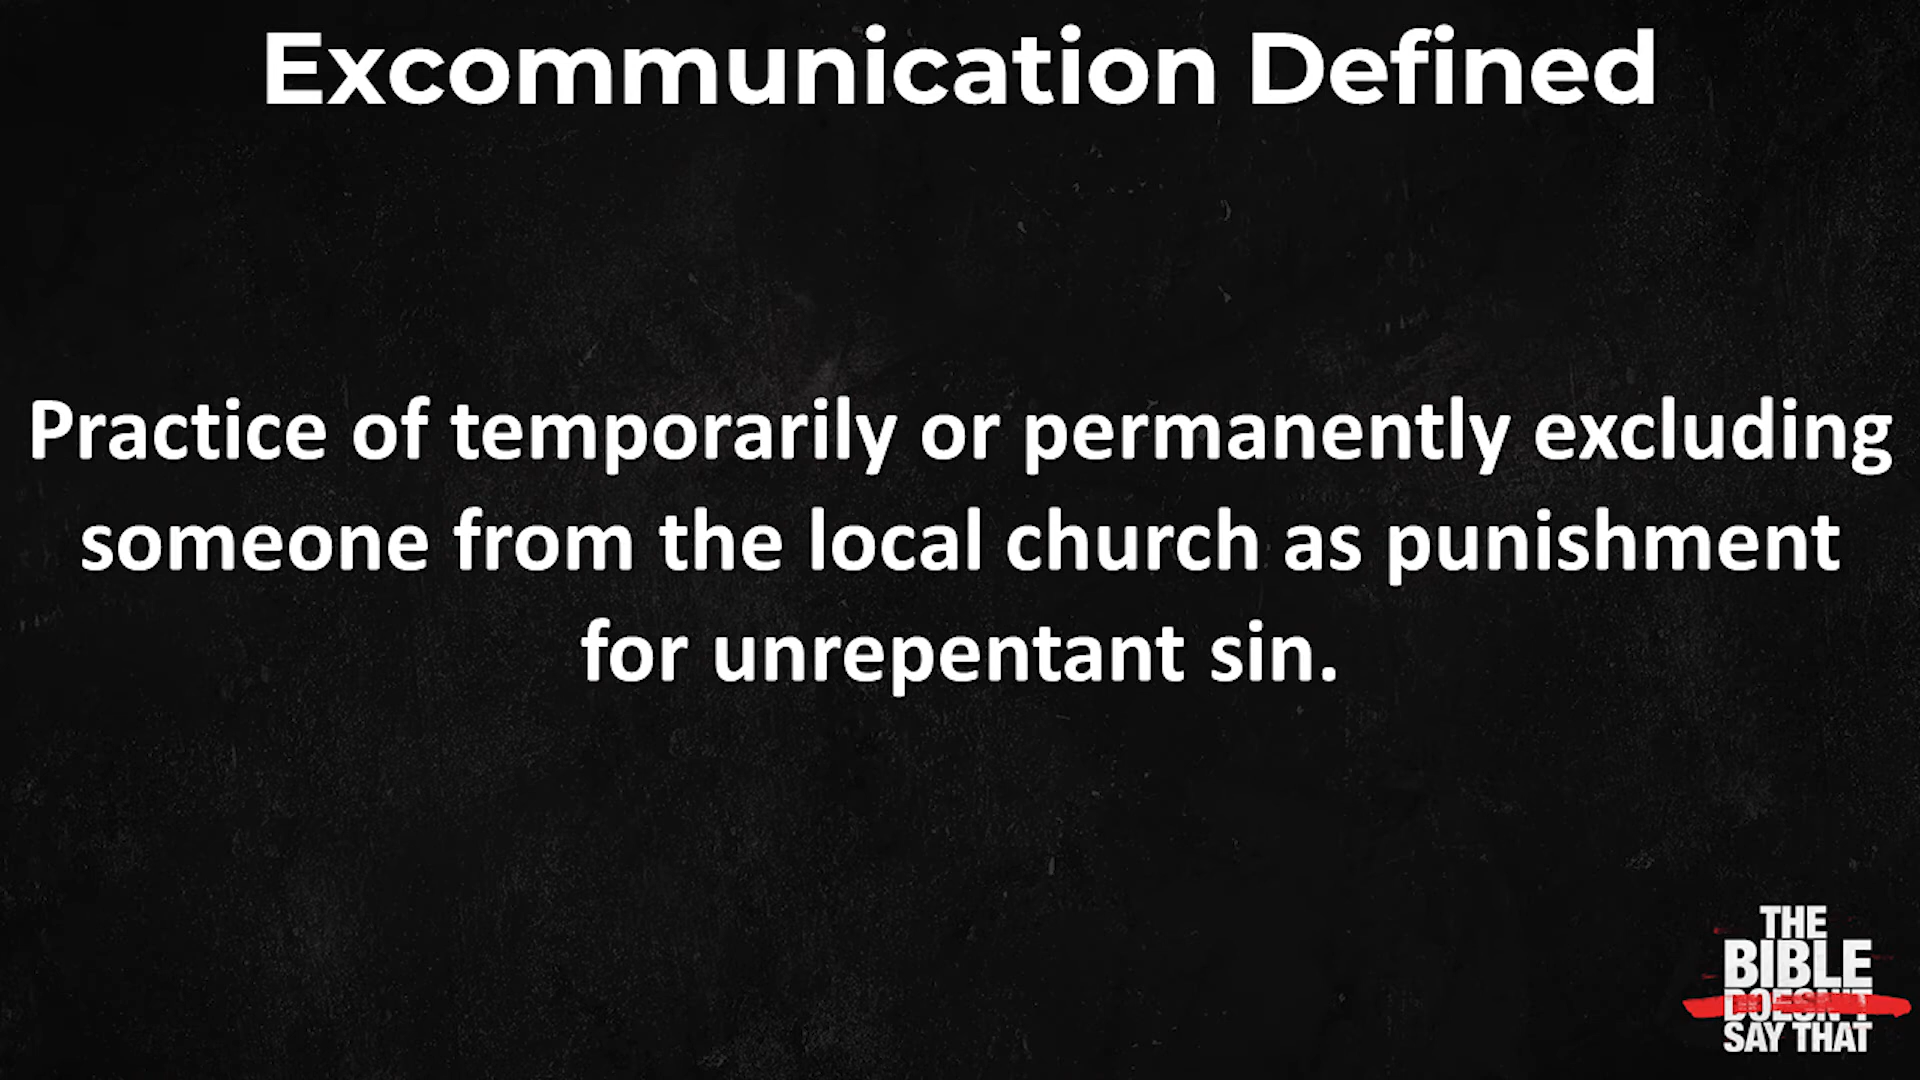 Excommunication Defined
Practice of temporarily or permanently excluding
someone from the local church as punishment
for unrepentant sin.
THE
BIBLE
DOESN'T
SAY THAT